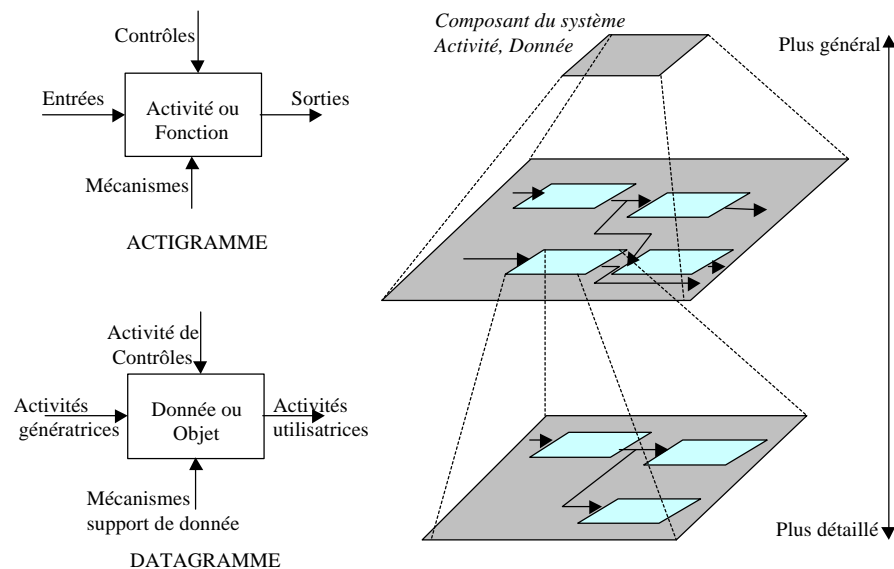 Contrôles
Entrées
Activité ou
Fonction
Sorties
Mécanismes
ACTIGRAMME
Activité de
Contrôles
Activités
génératrices
Donnée ou
Objet
Activités
utilisatrices
Mécanismes
support de donnée
DATAGRAMME
Composant du système
Activité, Donnée
Plus général
Plus détaillé